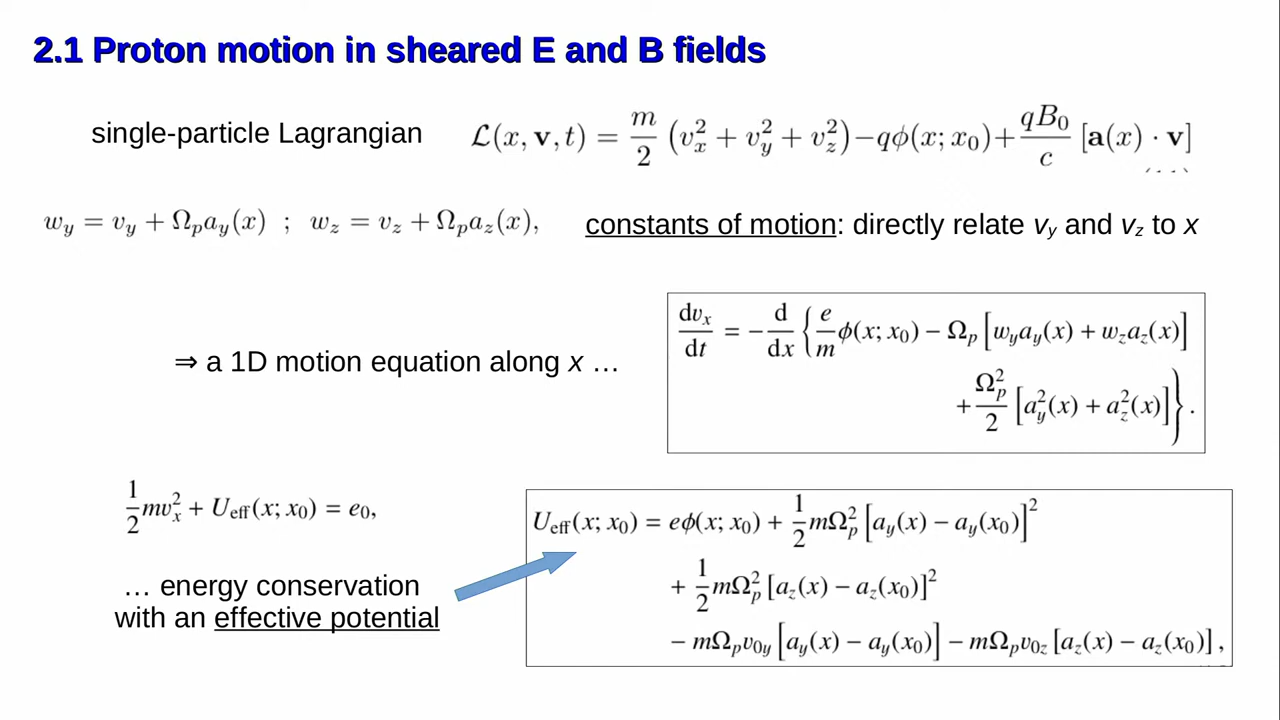 2.1 Proton motion in sheared E and B fields
single-particle Lagrangian
ℒ(x, v, t) = m/2 (v_x^2 + v_y^2 + v_z^2) − qφ(x; x_0) + qB_0/c [a(x) · v]
w_y = v_y + Ω_p a_y(x) ; w_z = v_z + Ω_p a_z(x),
constants of motion: directly relate v_y and v_z to x
dv_x/dt = − d/dx { e/m φ(x; x_0) − Ω_p [w_y a_y(x) + w_z a_z(x)]
+ Ω_p^2/2 [a_y^2(x) + a_z^2(x)] } .
⇒ a 1D motion equation along x …
1/2 mv_x^2 + U_eff(x; x_0) = e_0,
… energy conservation
with an effective potential
U_eff(x; x_0) = eφ(x; x_0) + 1/2 mΩ_p^2 [a_y(x) − a_y(x_0)]^2
+ 1/2 mΩ_p^2 [a_z(x) − a_z(x_0)]^2
− mΩ_p v_0y [a_y(x) − a_y(x_0)] − mΩ_p v_0z [a_z(x) − a_z(x_0)] ,